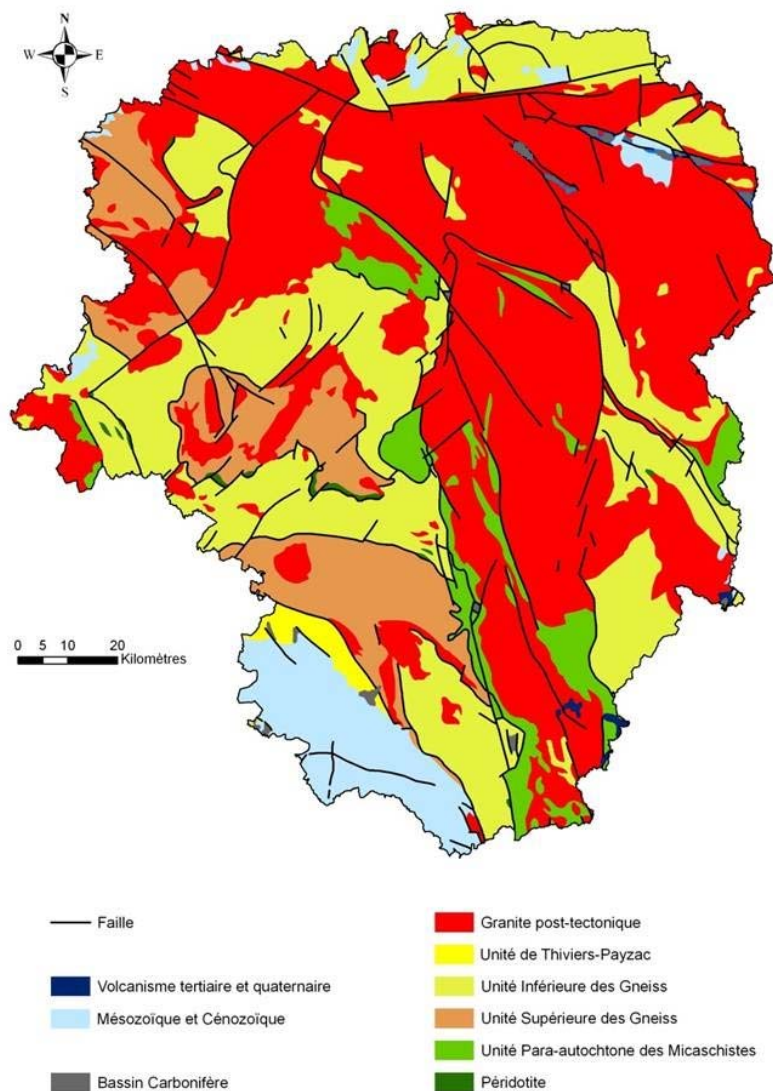 N
W E
S
0 5 10 20
Kilomètres
Faille
Volcanisme tertiaire et quaternaire
Mésozoïque et Cénozoïque
Bassin Carbonifère
Granite post-tectonique
Unité de Thiviers-Payzac
Unité Inférieure des Gneiss
Unité Supérieure des Gneiss
Unité Para-autochtone des Micaschistes
Péridotite